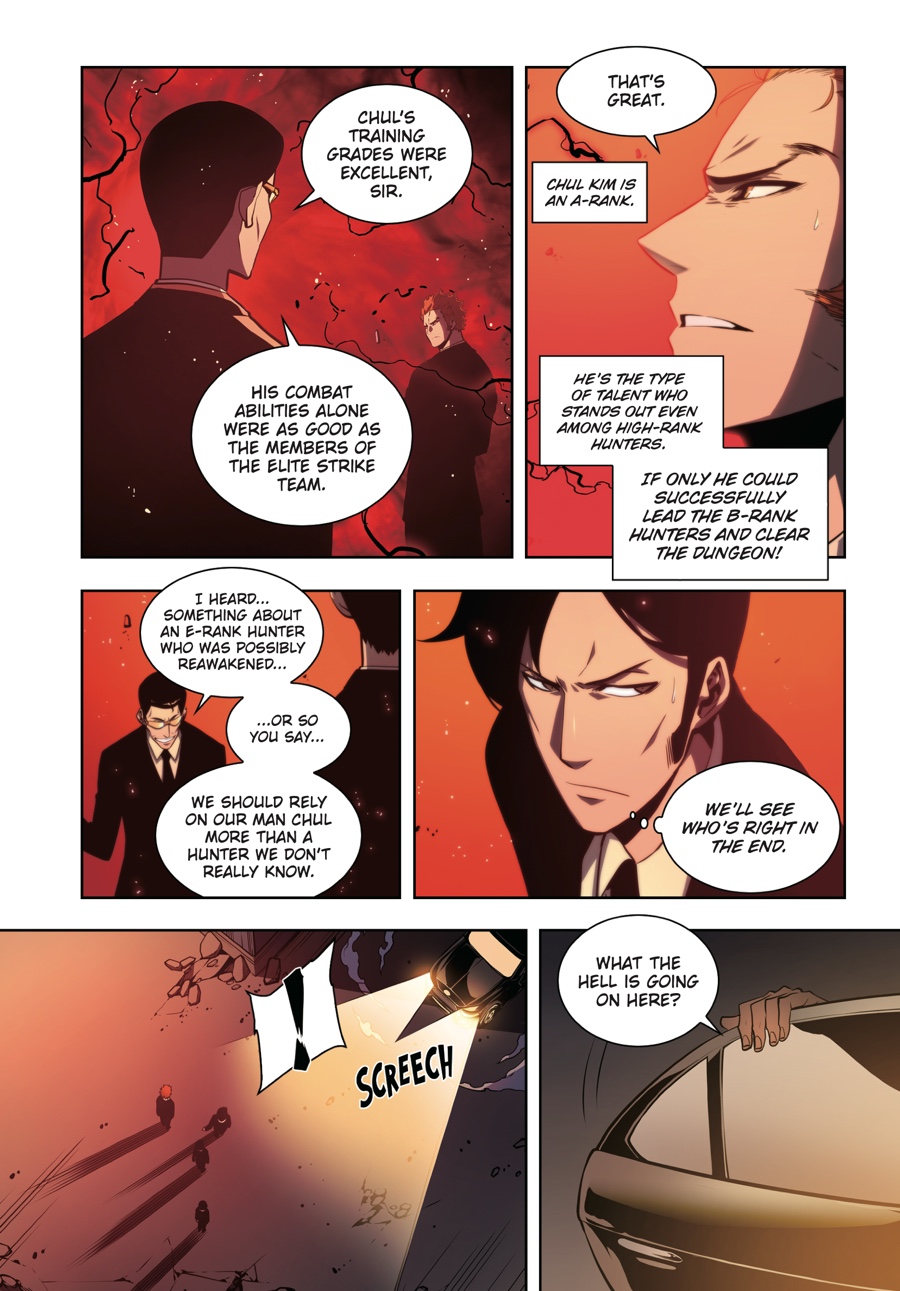 CHUL'S
TRAINING
GRADES WERE
EXCELLENT,
SIR.
HIS COMBAT
ABILITIES ALONE
WERE AS GOOD AS
THE MEMBERS OF
THE ELITE STRIKE
TEAM.
THAT'S
GREAT.
CHUL KIM IS
AN A-RANK.
HE'S THE TYPE
OF TALENT WHO
STANDS OUT EVEN
AMONG HIGH-RANK
HUNTERS.
IF ONLY HE COULD
SUCCESSFULLY
LEAD THE B-RANK
HUNTERS AND CLEAR
THE DUNGEON!
I HEARD...
SOMETHING ABOUT
AN E-RANK HUNTER
WHO WAS POSSIBLY
REAWAKENED...
...OR SO
YOU SAY...
WE SHOULD RELY
ON OUR MAN CHUL
MORE THAN A
HUNTER WE DON'T
REALLY KNOW.
WE'LL SEE
WHO'S RIGHT IN
THE END.
!
SCREECH
WHAT THE
HELL IS GOING
ON HERE?